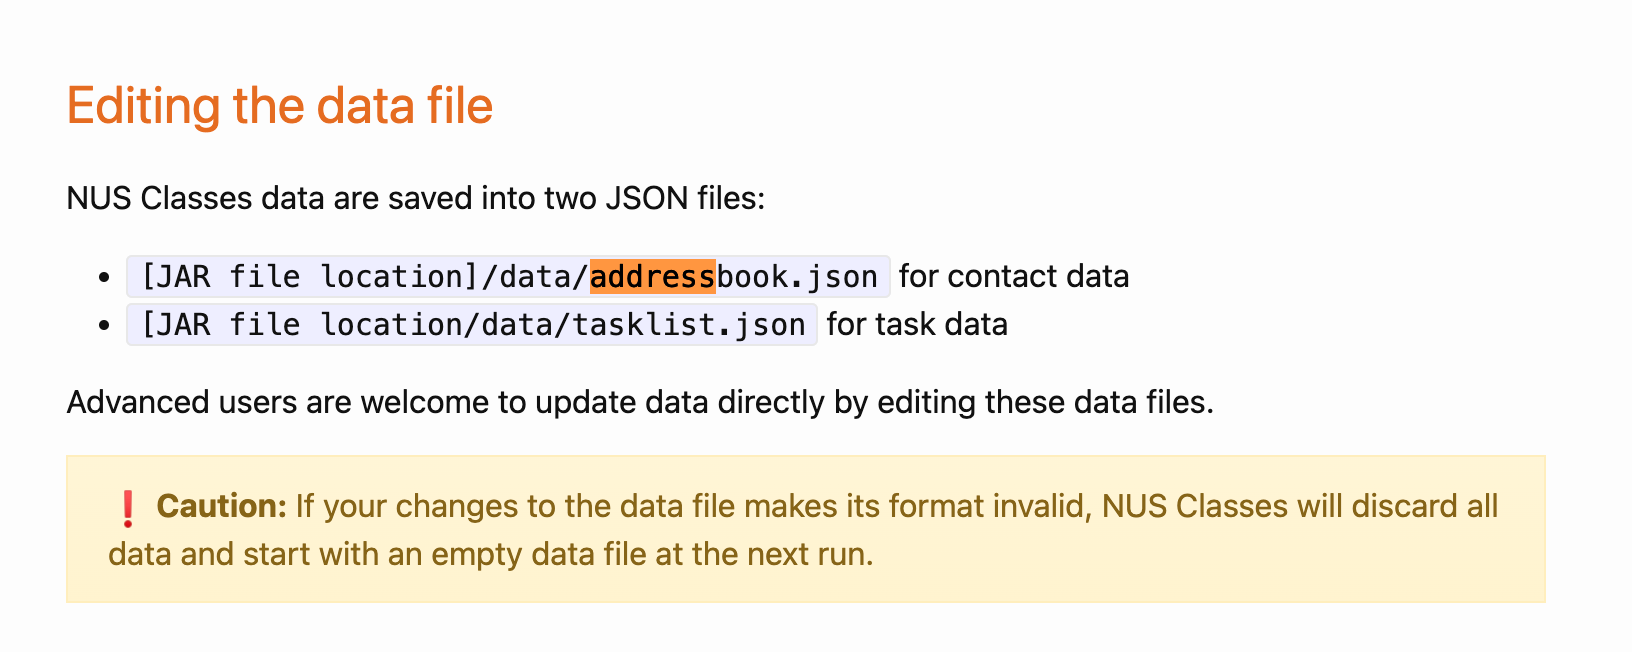 Editing the data file
NUS Classes data are saved into two JSON files:
• [JAR file location]/data/addressbook.json for contact data
• [JAR file location/data/tasklist.json for task data
Advanced users are welcome to update data directly by editing these data files.
❗ Caution: If your changes to the data file makes its format invalid, NUS Classes will discard all
data and start with an empty data file at the next run.